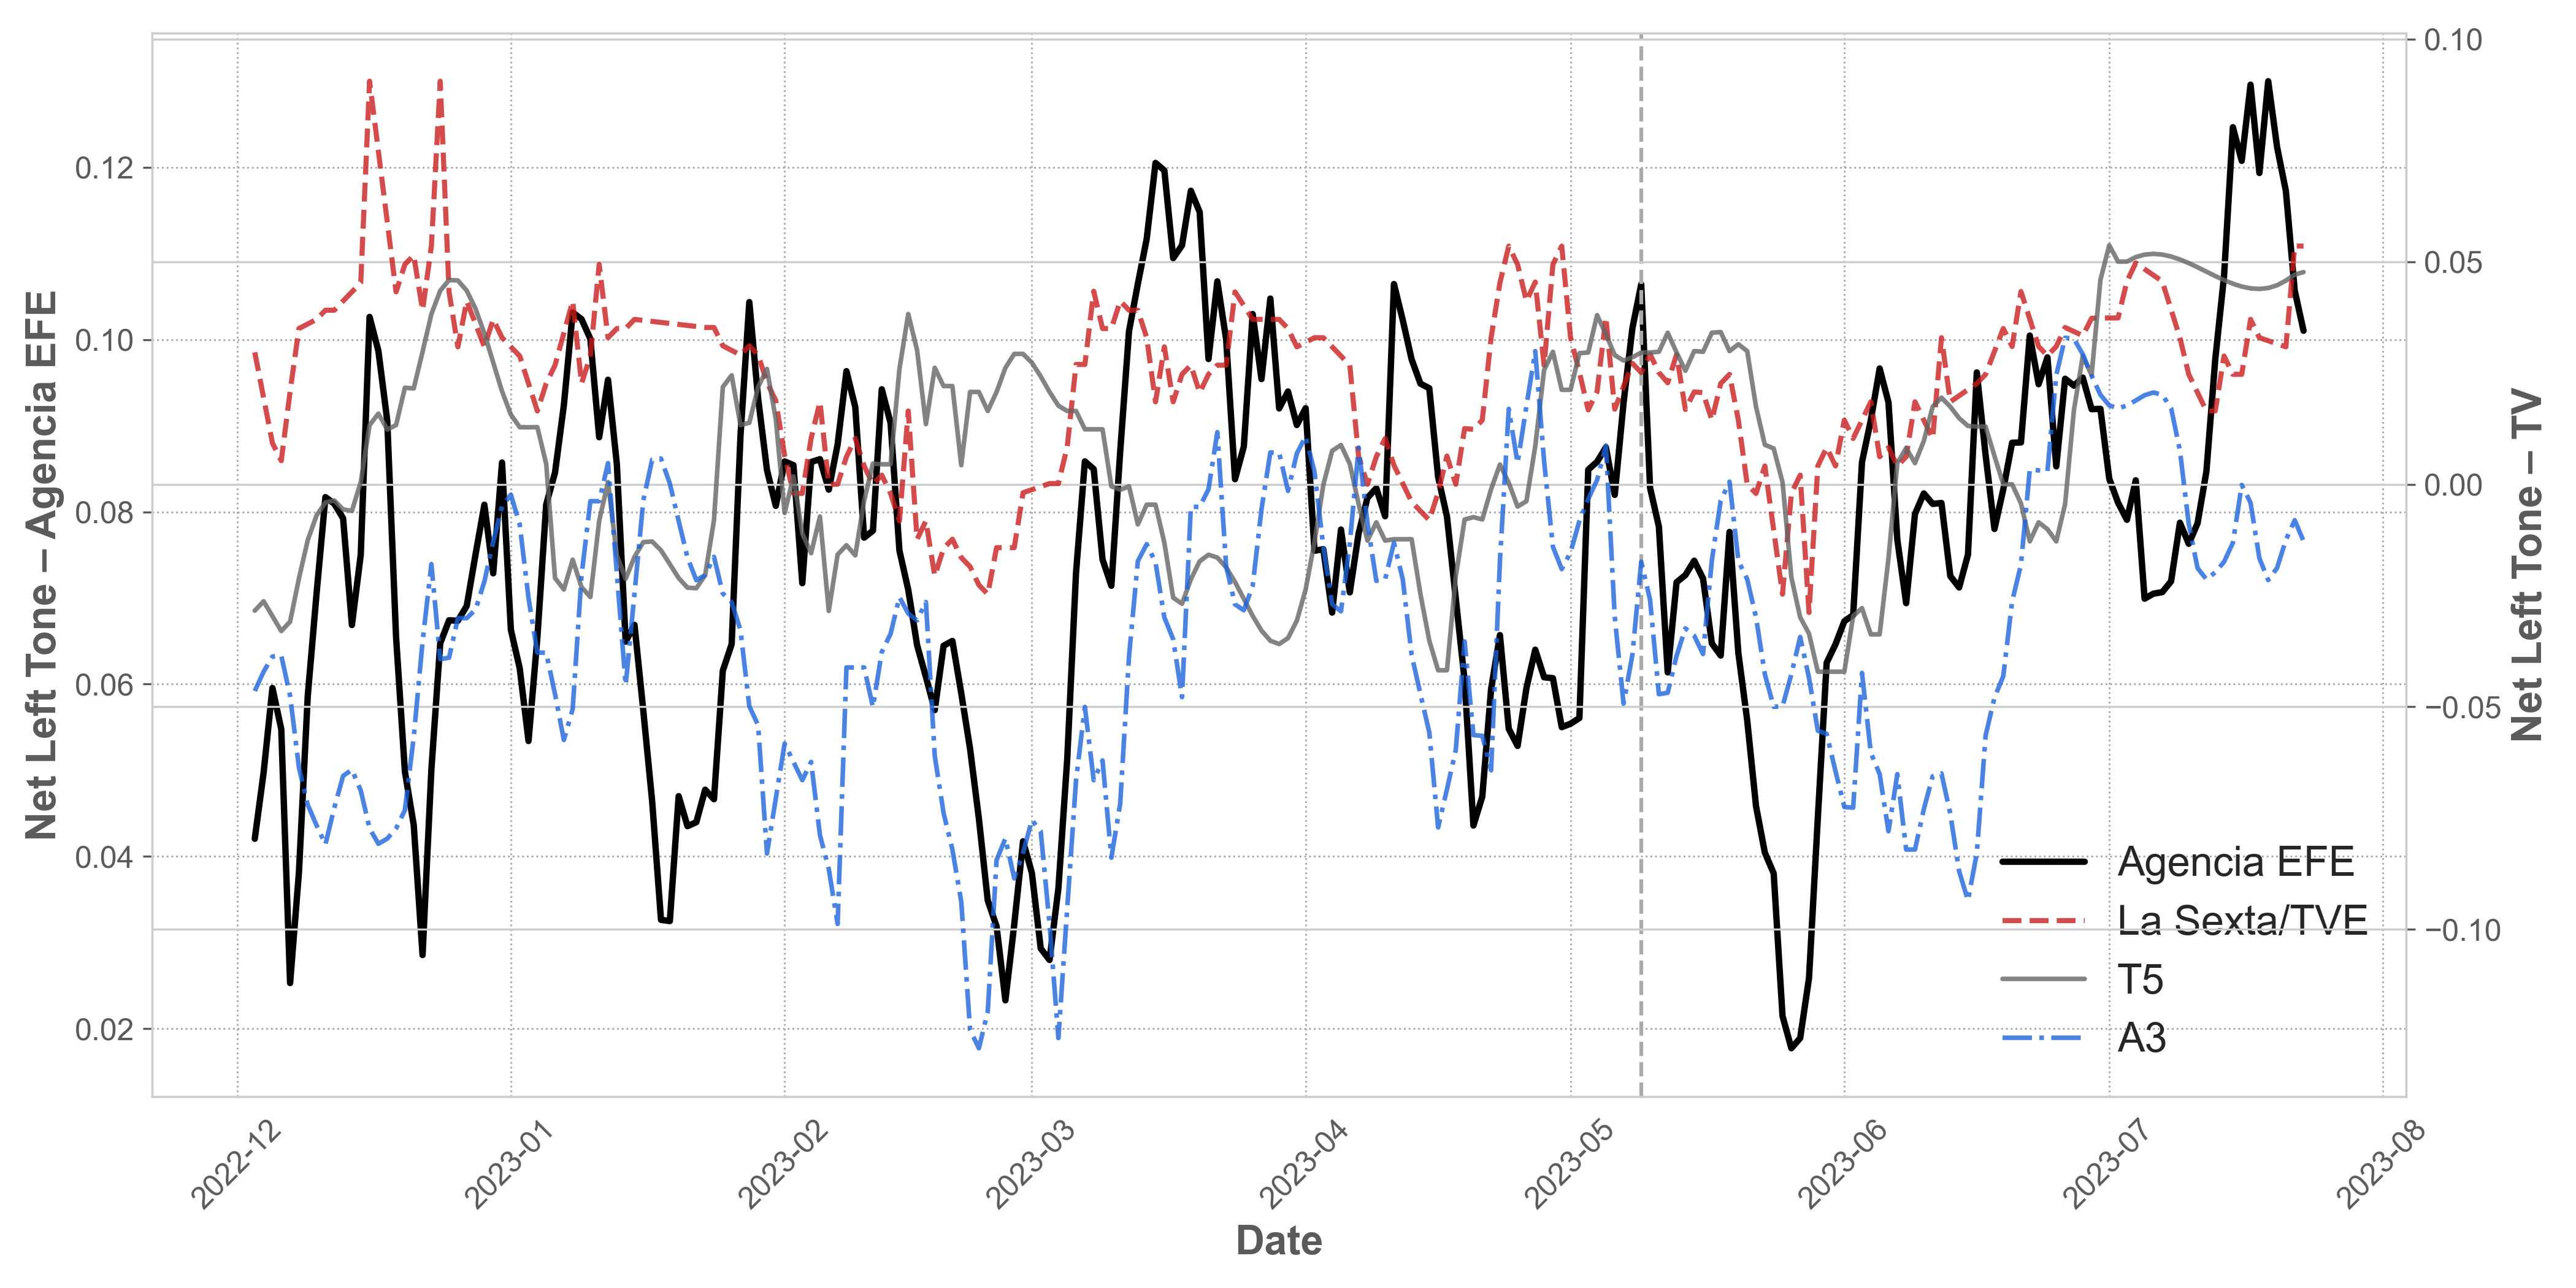 Net Left Tone – Agencia EFE
0.12
0.10
0.08
0.06
0.04
0.02
0.10
0.05
0.00
−0.05
−0.10
Net Left Tone – TV
Agencia EFE
La Sexta/TVE
T5
A3
2022-12
2023-01
2023-02
2023-03
2023-04
2023-05
2023-06
2023-07
2023-08
Date